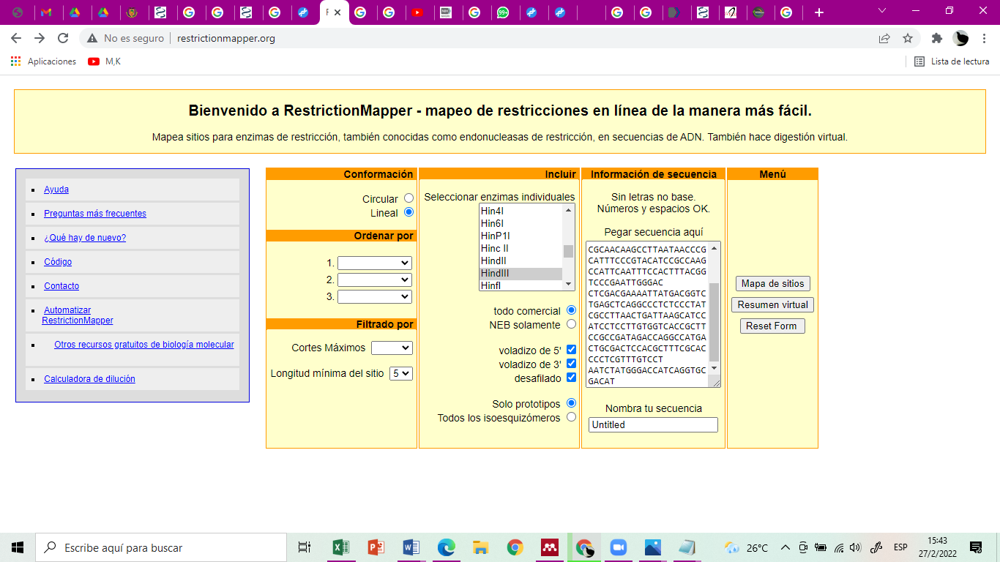 F
99+
No es seguro
restrictionmapper.org
Aplicaciones
M,K
Lista de lectura
Bienvenido a RestrictionMapper - mapeo de restricciones en línea de la manera más fácil.
Mapea sitios para enzimas de restricción, también conocidas como endonucleasas de restricción, en secuencias de ADN. También hace digestión virtual.
Ayuda
Preguntas más frecuentes
¿Qué hay de nuevo?
Código
Contacto
Automatizar
RestrictionMapper
Otros recursos gratuitos de biología molecular
Calculadora de dilución
Conformación
Circular
Lineal
Ordenar por
1.
2.
3.
Filtrado por
Cortes Máximos
Longitud mínima del sitio 5
Incluir
Seleccionar enzimas individuales
Hin4I
Hin6I
HinP1I
Hinc II
HindII
HindIII
HinfI
todo comercial
NEB solamente
voladizo de 5'
voladizo de 3'
desafilado
Solo prototipos
Todos los isoesquizómeros
Información de secuencia
Sin letras no base.
Números y espacios OK.
Pegar secuencia aquí
CGCAACAAGCCTTAATAACCCG
CATTTCCCGTACATCCGCCAAG
CCATTCAATTTCCACTTTACGG
TCCCGAATTGGGAC
CTCGACGAAAATTATGACGGTC
TGAGCTCAGGCCCTCTCCCTAT
CGCCTTAACTGATTAAGCATCC
ATCCTCCTTGTGGTCACCGCTT
CCGCCGATAGACCAGGCCATGA
CTGCGACTCCACGCTTTCGCAC
CCCTCGTTTGTCCT
AATCTATGGGACCATCAGGTGC
GACAT
Nombra tu secuencia
Untitled
Menú
Mapa de sitios
Resumen virtual
Reset Form
Escribe aquí para buscar
26°C
ESP
15:43
27/2/2022